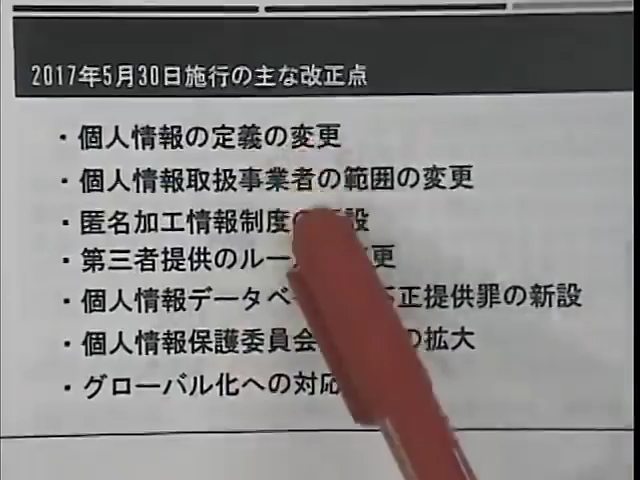 2017年5月30日施行の主な改正点
・個人情報の定義の変更
・個人情報取扱事業者の範囲の変更
・匿名加工情報制度の 設
・第三者提供のルー 更
・個人情報データベ 正提供罪の新設
・個人情報保護委員会 の拡大
・グローバル化への対応